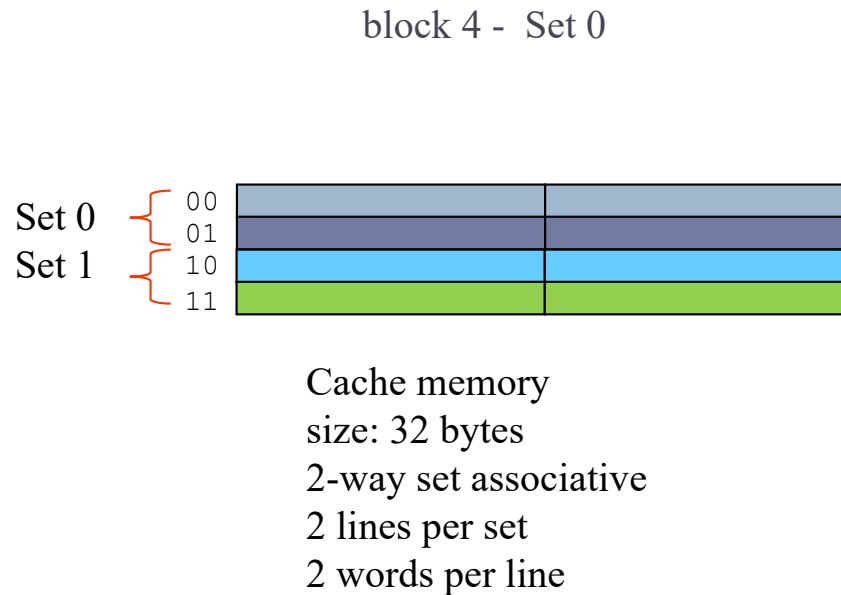 block 4 - Set 0
Set 0
00
01
Set 1
10
11
Cache memory
size: 32 bytes
2-way set associative
2 lines per set
2 words per line